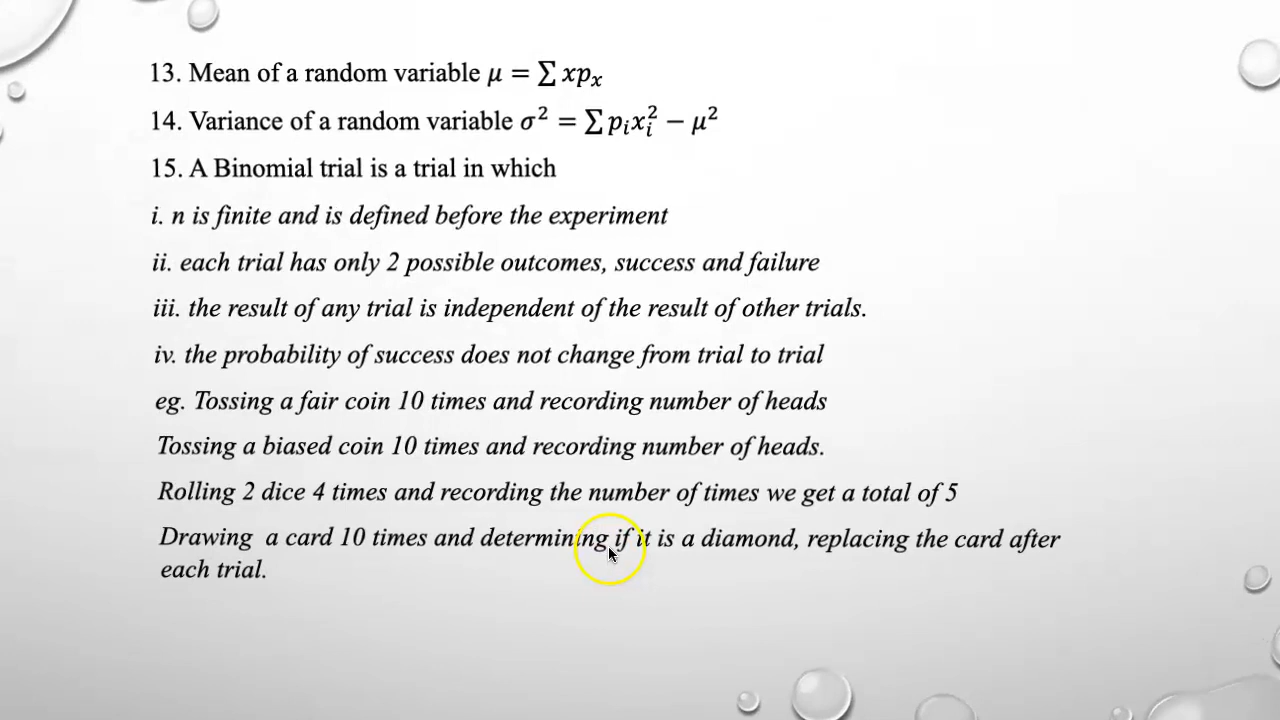 13. Mean of a random variable μ = ∑ xpₓ
14. Variance of a random variable σ² = ∑ pᵢxᵢ² − μ²
15. A Binomial trial is a trial in which
i. n is finite and is defined before the experiment
ii. each trial has only 2 possible outcomes, success and failure
iii. the result of any trial is independent of the result of other trials.
iv. the probability of success does not change from trial to trial
eg. Tossing a fair coin 10 times and recording number of heads
Tossing a biased coin 10 times and recording number of heads.
Rolling 2 dice 4 times and recording the number of times we get a total of 5
Drawing a card 10 times and determining if it is a diamond, replacing the card after
each trial.